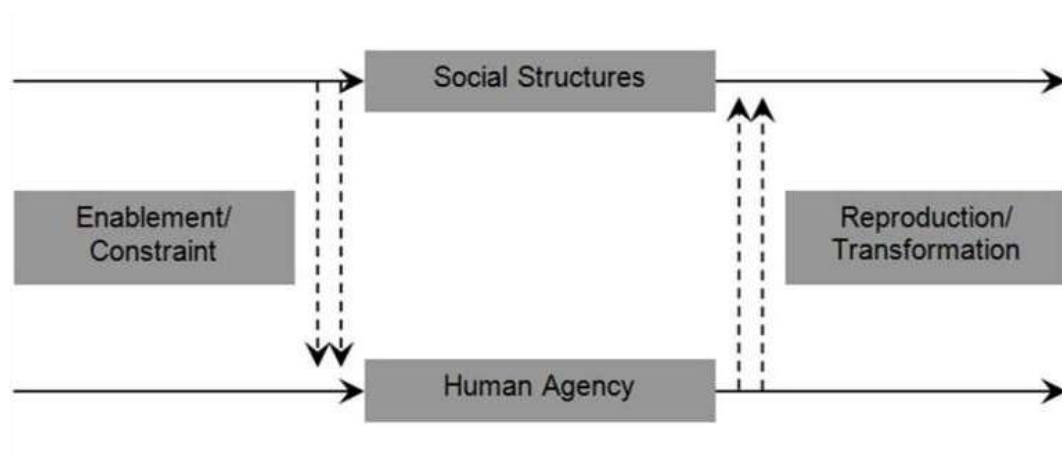 Social Structures
Enablement/
Constraint
Reproduction/
Transformation
Human Agency